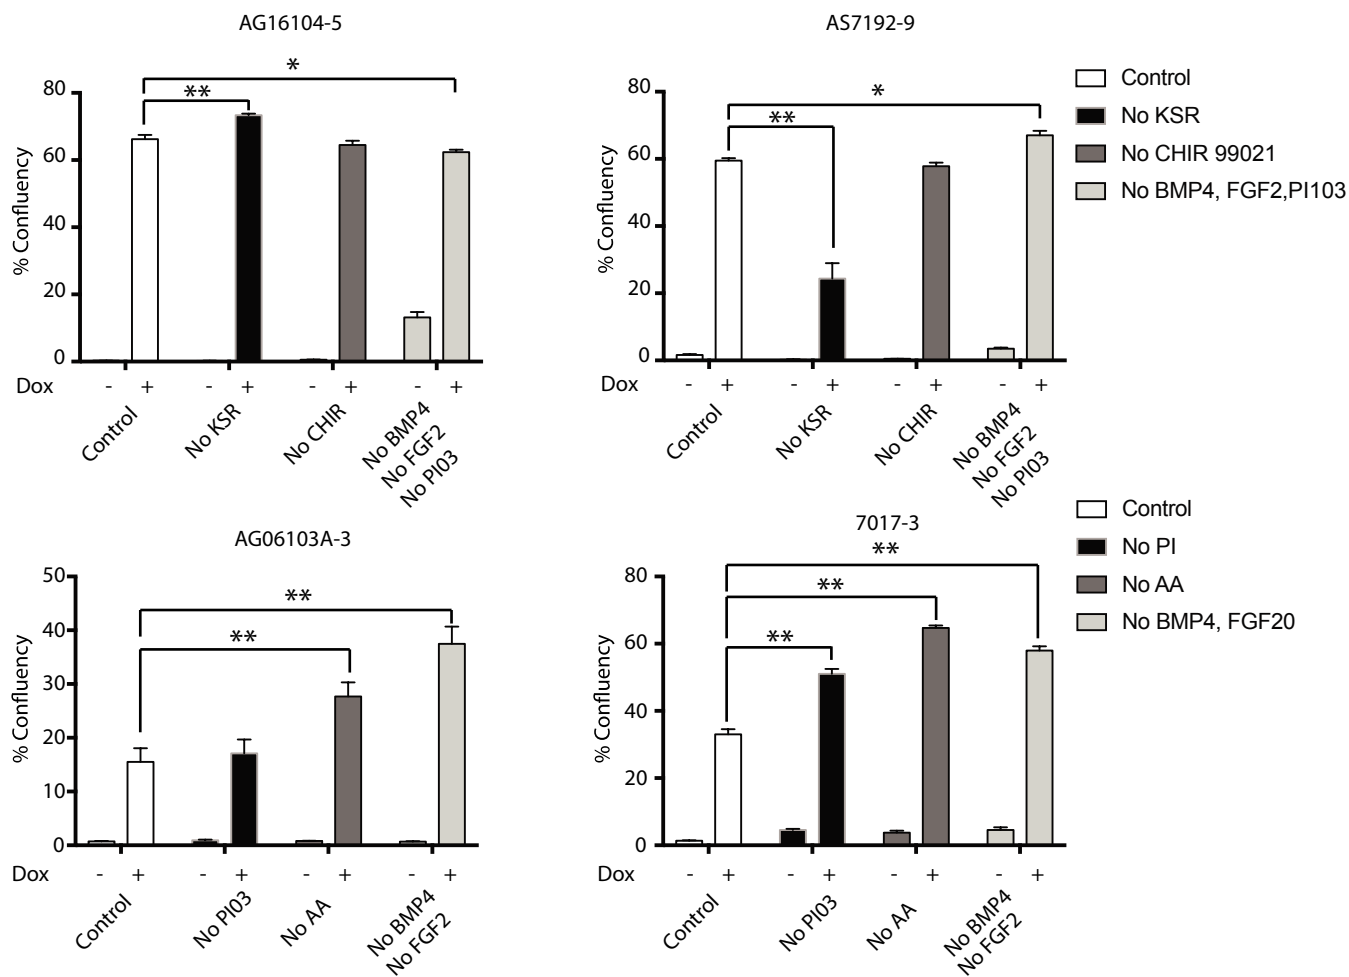 AG16104-5
*
**
80
60
40
20
0
% Confluency
Dox - + - + - + - +
Control
No KSR
No CHIR
No BMP4
No FGF2
No PI03
AS7192-9
*
**
80
60
40
20
0
% Confluency
Dox - + - + - + - +
Control
No KSR
No CHIR
No BMP4
No FGF2
No PI03
Control
No KSR
No CHIR 99021
No BMP4, FGF2,PI103
AG06103A-3
**
**
50
40
30
20
10
0
% Confluency
Dox - + - + - + - +
Control
No PI03
No AA
No BMP4
No FGF2
7017-3
**
**
**
80
60
40
20
0
% Confluency
Dox - + - + - + - +
Control
No PI03
No AA
No BMP4
No FGF2
Control
No PI
No AA
No BMP4, FGF20